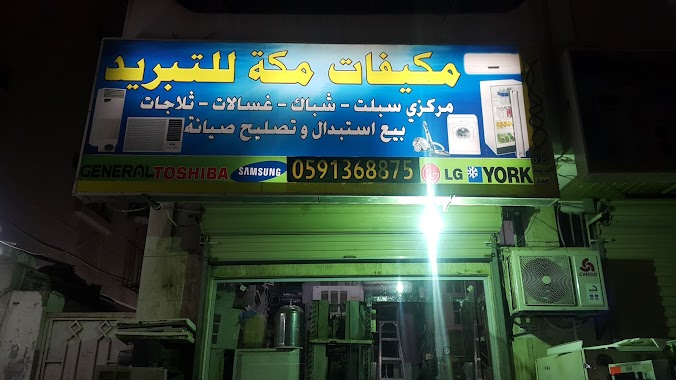 مكيفات مكة للتبريد
مركزي سبلت - شباك - غسالات - ثلاجات
بيع استبدال و تصليح صيانة
GENERAL TOSHIBA SAMSUNG 0591368875 LG YORK